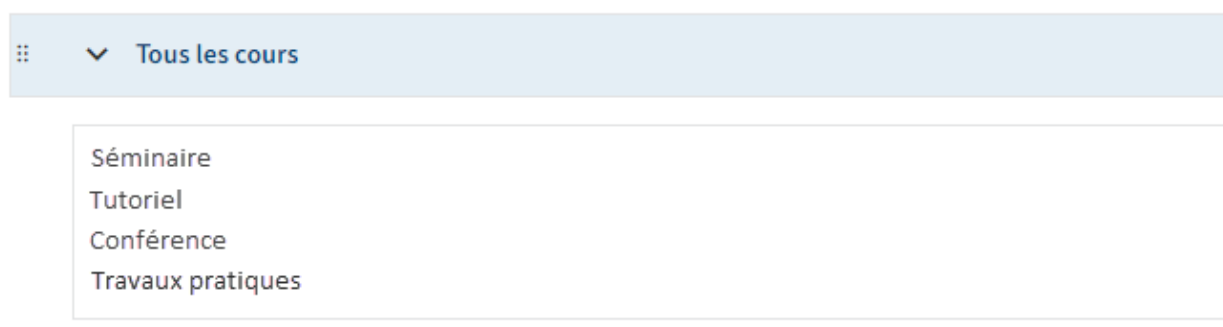 Tous les cours
Séminaire
Tutoriel
Conférence
Travaux pratiques